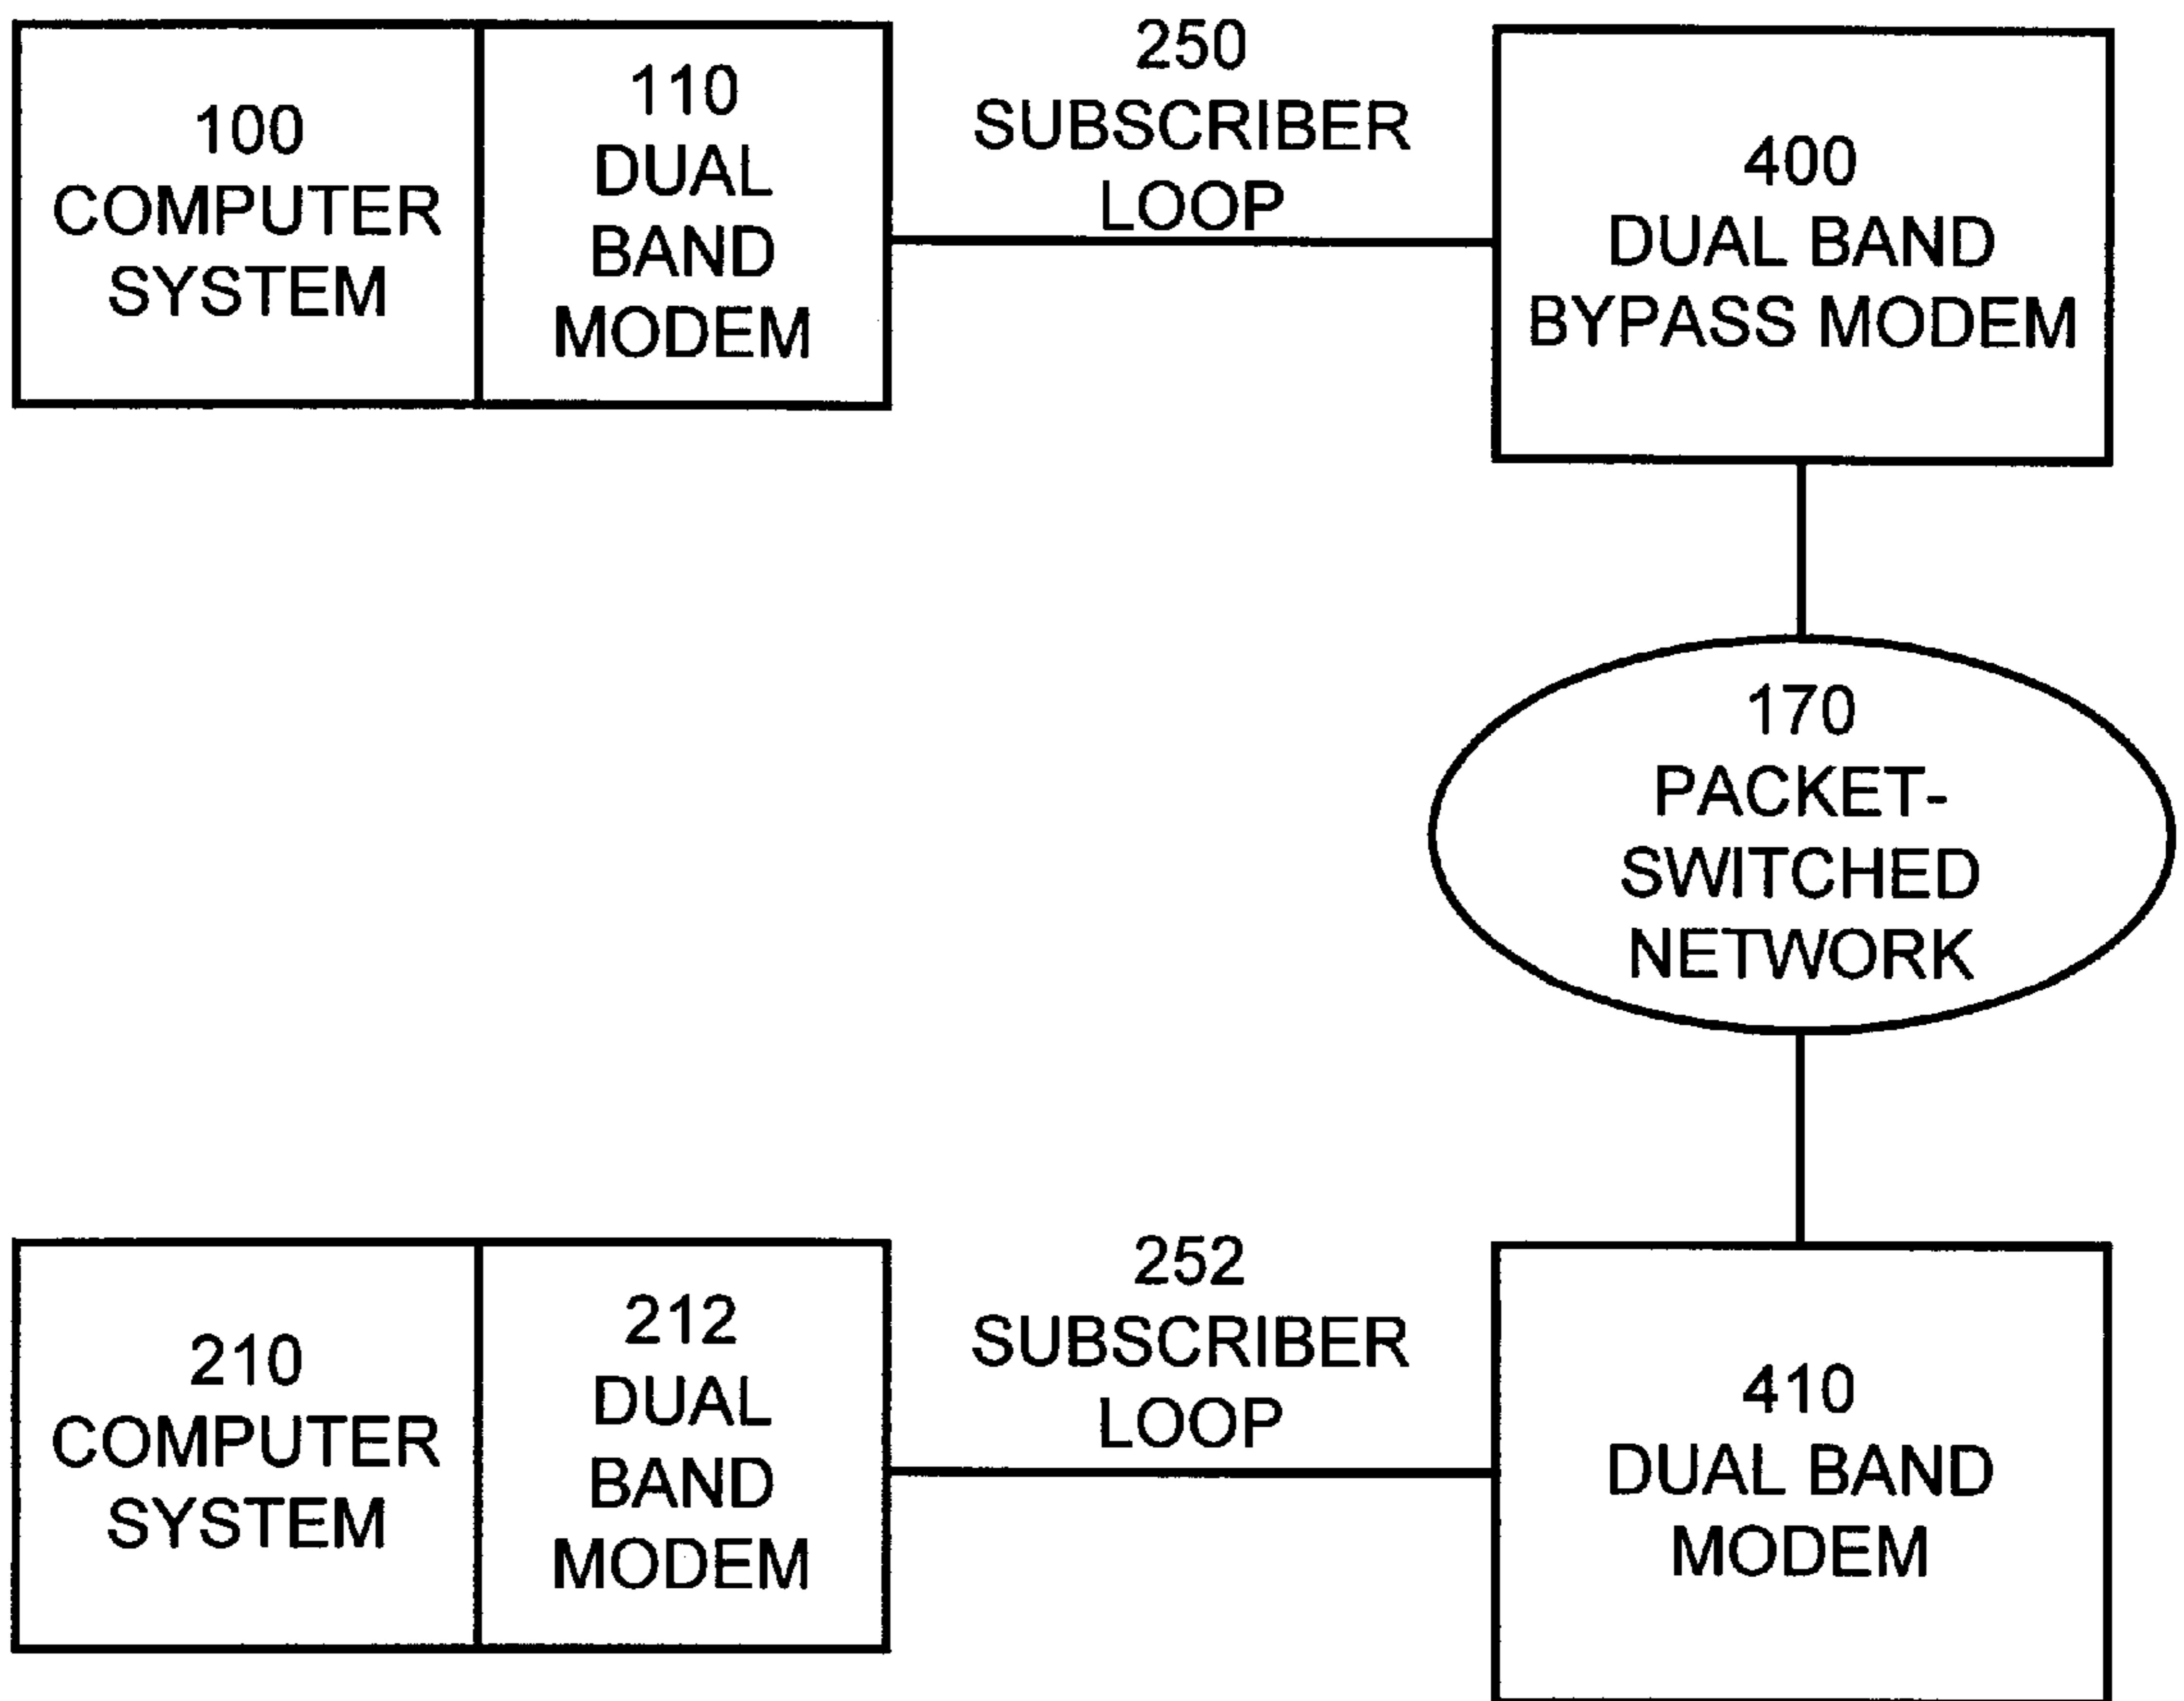 100
COMPUTER
SYSTEM
110
DUAL
BAND
MODEM
250
SUBSCRIBER
LOOP
400
DUAL BAND
BYPASS MODEM
170
PACKET-
SWITCHED
NETWORK
210
COMPUTER
SYSTEM
212
DUAL
BAND
MODEM
252
SUBSCRIBER
LOOP
410
DUAL BAND
MODEM